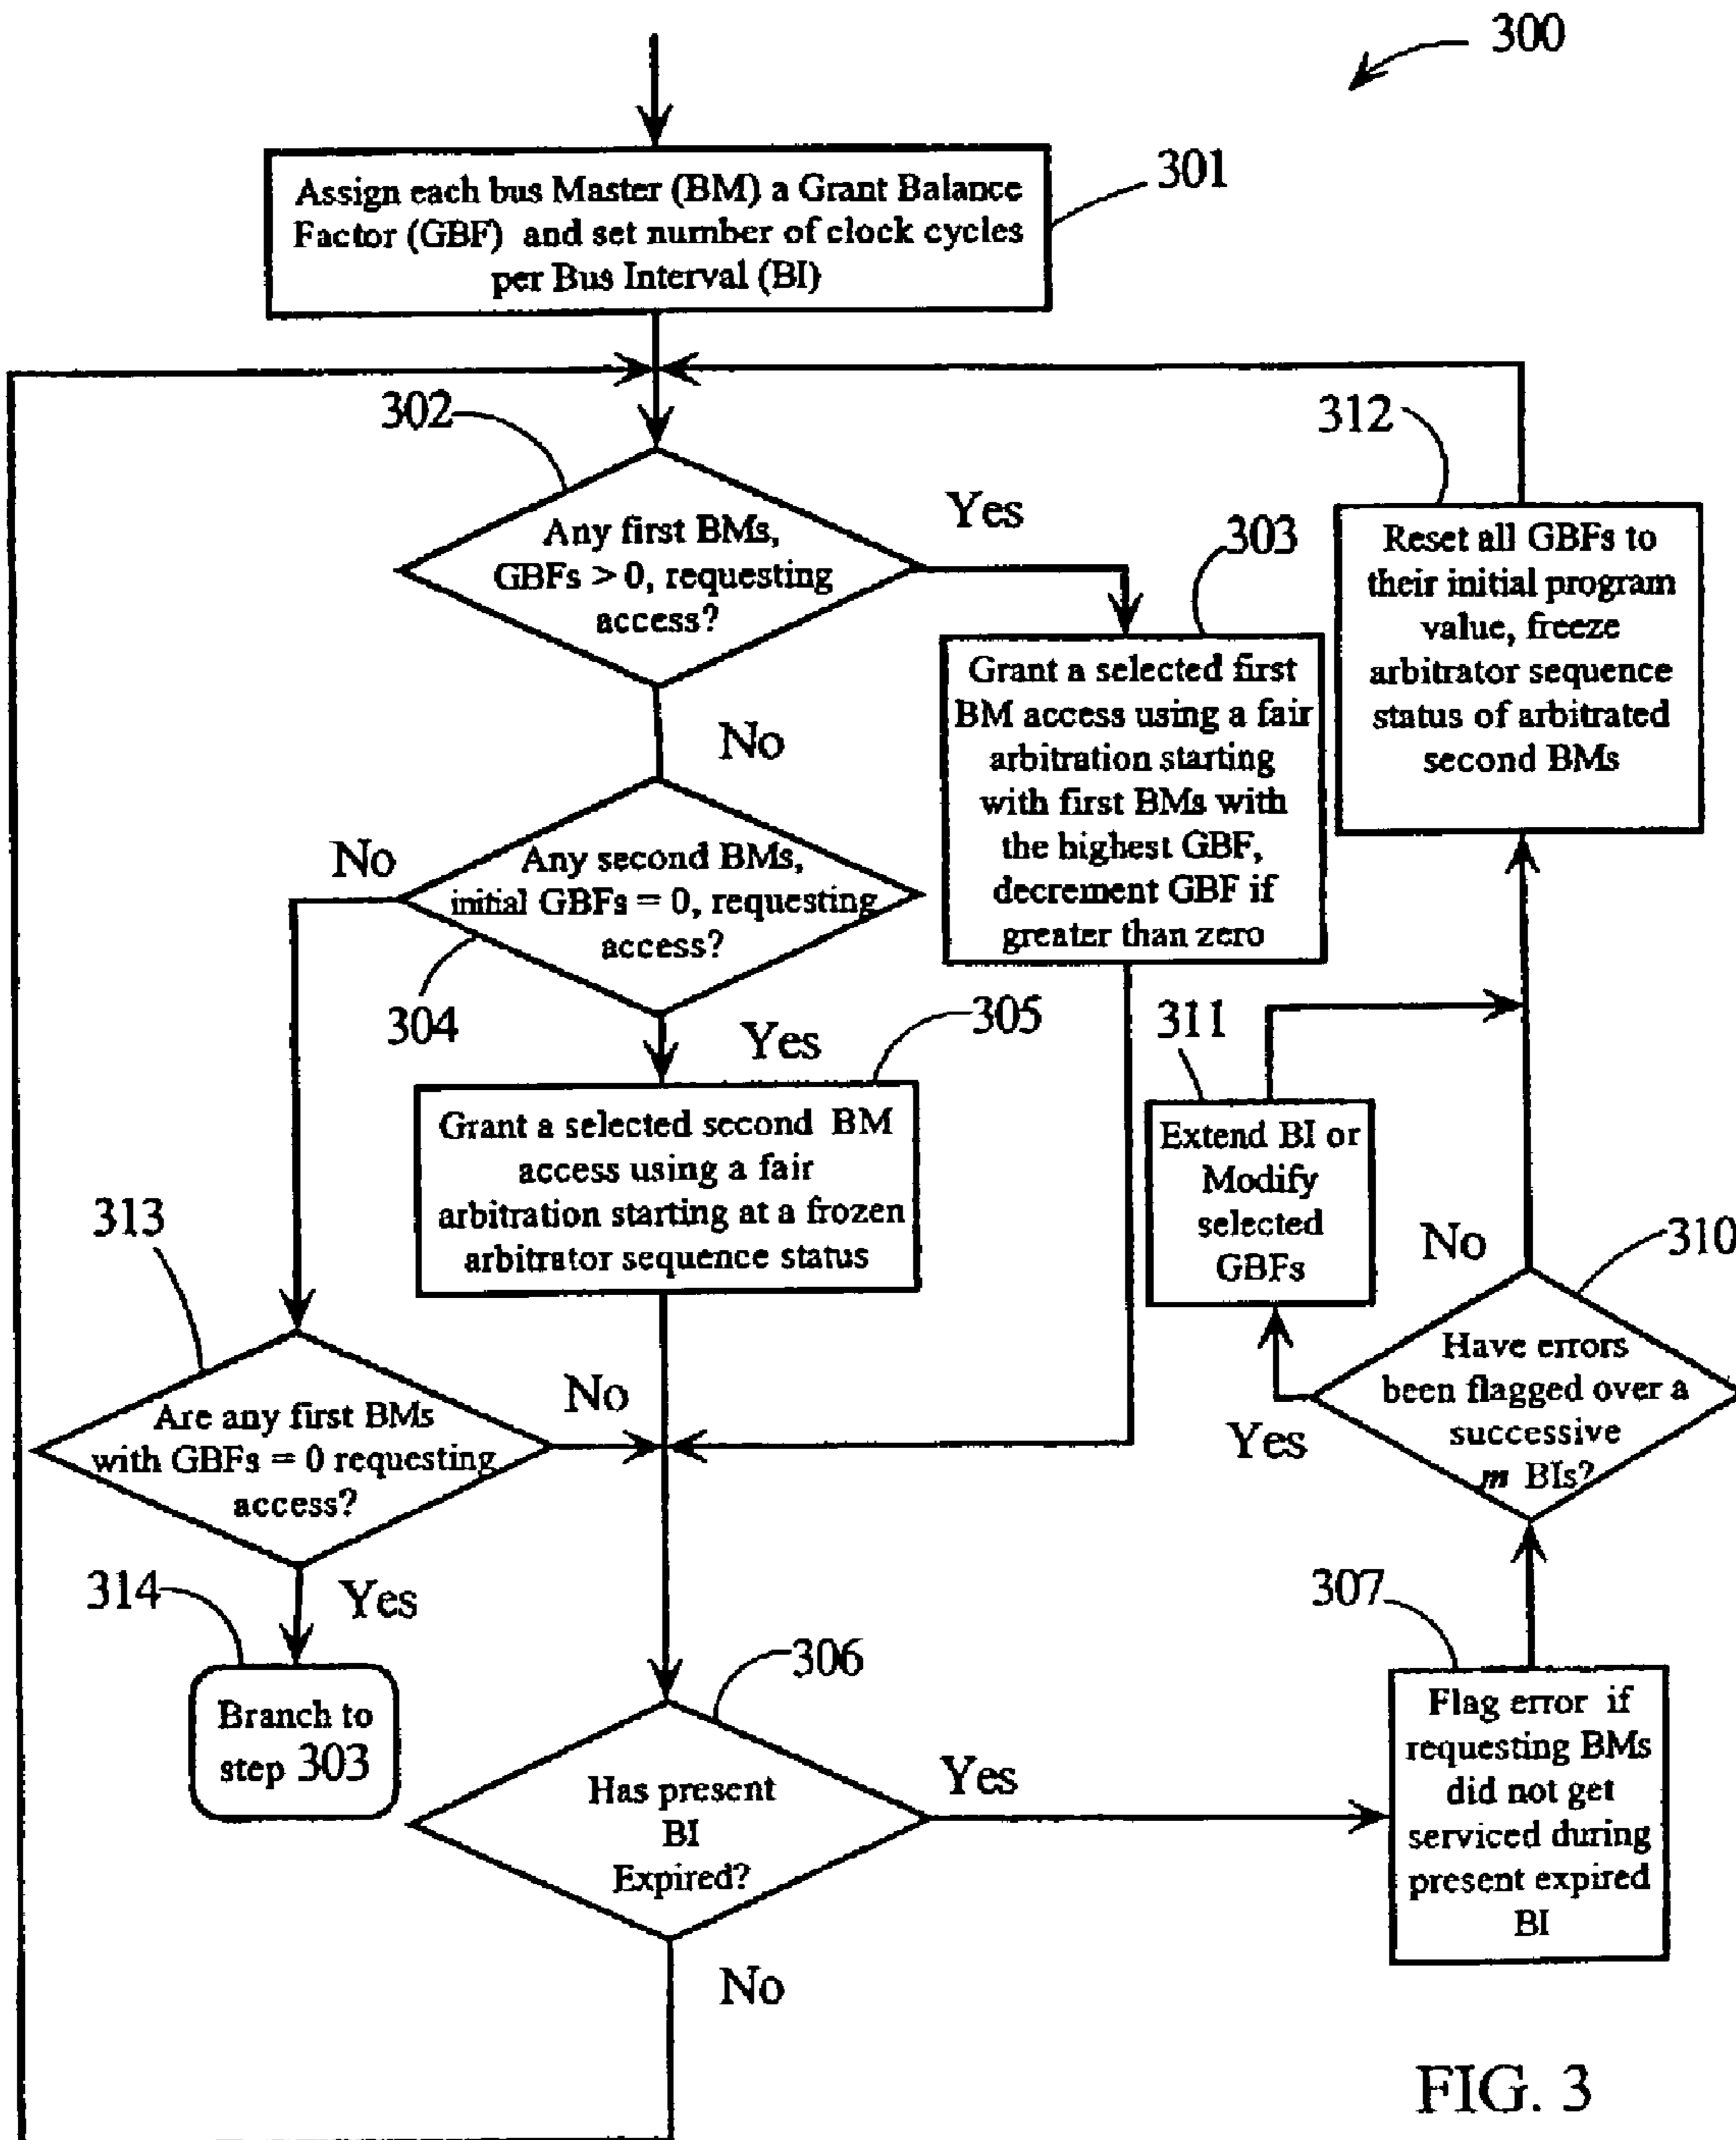 300
301
Assign each bus Master (BM) a Grant Balance
Factor (GBF) and set number of clock cycles
per Bus Interval (BI)
302
Any first BMs,
GBFs > 0, requesting
access?
Yes
No
303
Grant a selected first
BM access using a fair
arbitration starting
with first BMs with
the highest GBF,
decrement GBF if
greater than zero
312
Reset all GBFs to
their initial program
value, freeze
arbitrator sequence
status of arbitrated
second BMs
304
Any second BMs,
initial GBFs = 0, requesting
access?
No
Yes
305
Grant a selected second BM
access using a fair
arbitration starting at a frozen
arbitrator sequence status
311
Extend BI or
Modify
selected
GBFs
310
Have errors
been flagged over a
successive
m BIs?
No
Yes
313
Are any first BMs
with GBFs = 0 requesting
access?
No
Yes
314
Branch to
step 303
306
Has present
BI
Expired?
Yes
No
307
Flag error if
requesting BMs
did not get
serviced during
present expired
BI
FIG. 3